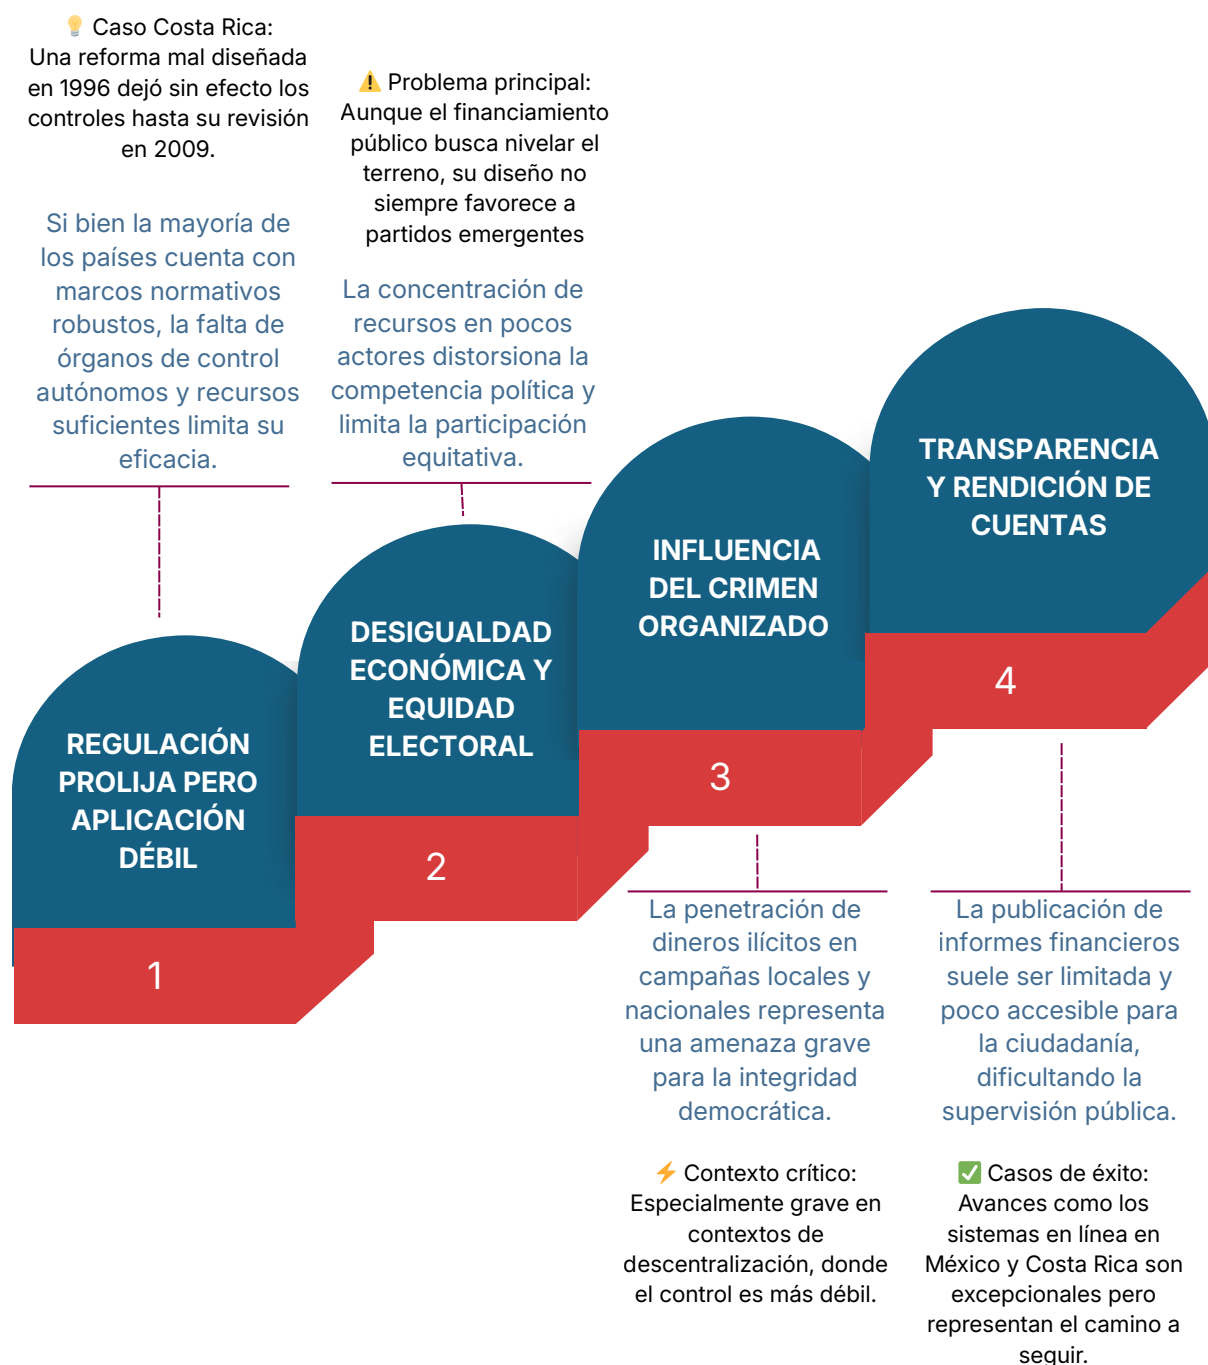 💡 Caso Costa Rica:
Una reforma mal diseñada
en 1996 dejó sin efecto los
controles hasta su revisión
en 2009.
Si bien la mayoría de
los países cuenta con
marcos normativos
robustos, la falta de
órganos de control
autónomos y recursos
suficientes limita su
eficacia.
REGULACIÓN
PROLIJA PERO
APLICACIÓN
DÉBIL
1
⚠️ Problema principal:
Aunque el financiamiento
público busca nivelar el
terreno, su diseño no
siempre favorece a
partidos emergentes
La concentración de
recursos en pocos
actores distorsiona la
competencia política y
limita la participación
equitativa.
DESIGUALDAD
ECONÓMICA Y
EQUIDAD
ELECTORAL
2
INFLUENCIA
DEL CRIMEN
ORGANIZADO
3
La penetración de
dineros ilícitos en
campañas locales y
nacionales representa
una amenaza grave
para la integridad
democrática.
⚡ Contexto crítico:
Especialmente grave en
contextos de
descentralización, donde
el control es más débil.
TRANSPARENCIA
Y RENDICIÓN DE
CUENTAS
4
La publicación de
informes financieros
suele ser limitada y
poco accesible para
la ciudadanía,
dificultando la
supervisión pública.
✅ Casos de éxito:
Avances como los
sistemas en línea en
México y Costa Rica son
excepcionales pero
representan el camino a
seguir.